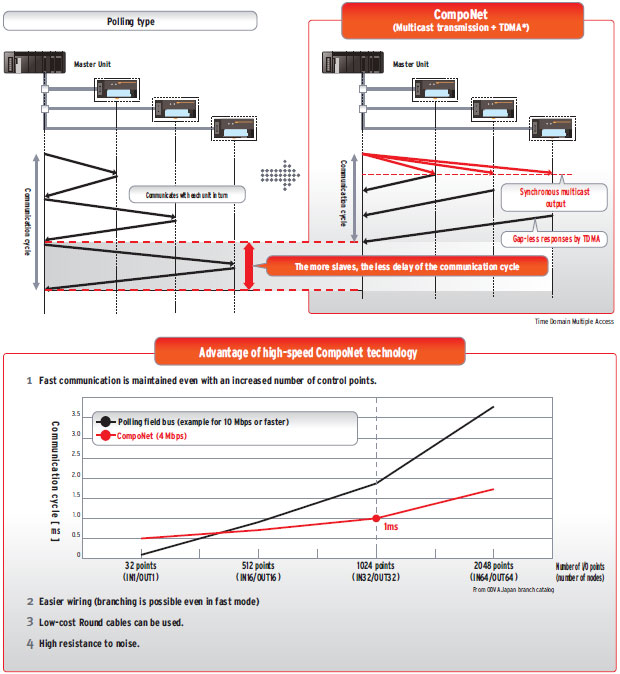 Polling type
CompoNet
(Multicast transmission + TDMA*)
Master Unit
Master Unit
Communication cycle
Communicates with each unit in turn
Communication cycle
Synchronous multicast
output
Gap-less responses by TDMA
The more slaves, the less delay of the communication cycle
Time Domain Multiple Access
Advantage of high-speed CompoNet technology
1 Fast communication is maintained even with an increased number of control points.
Communication cycle [ms]
3.5
3.0
2.5
2.0
1.5
1.0
0.5
0
Polling field bus (example for 10 Mbps or faster)
CompoNet (4 Mbps)
1ms
32 points
(IN1/OUT1)
512 points
(IN16/OUT16)
1024 points
(IN32/OUT32)
2048 points
(IN64/OUT64)
Number of I/O points
(number of nodes)
From ODVA Japan branch catalog
2 Easier wiring (branching is possible even in fast mode)
3 Low-cost Round cables can be used.
4 High resistance to noise.